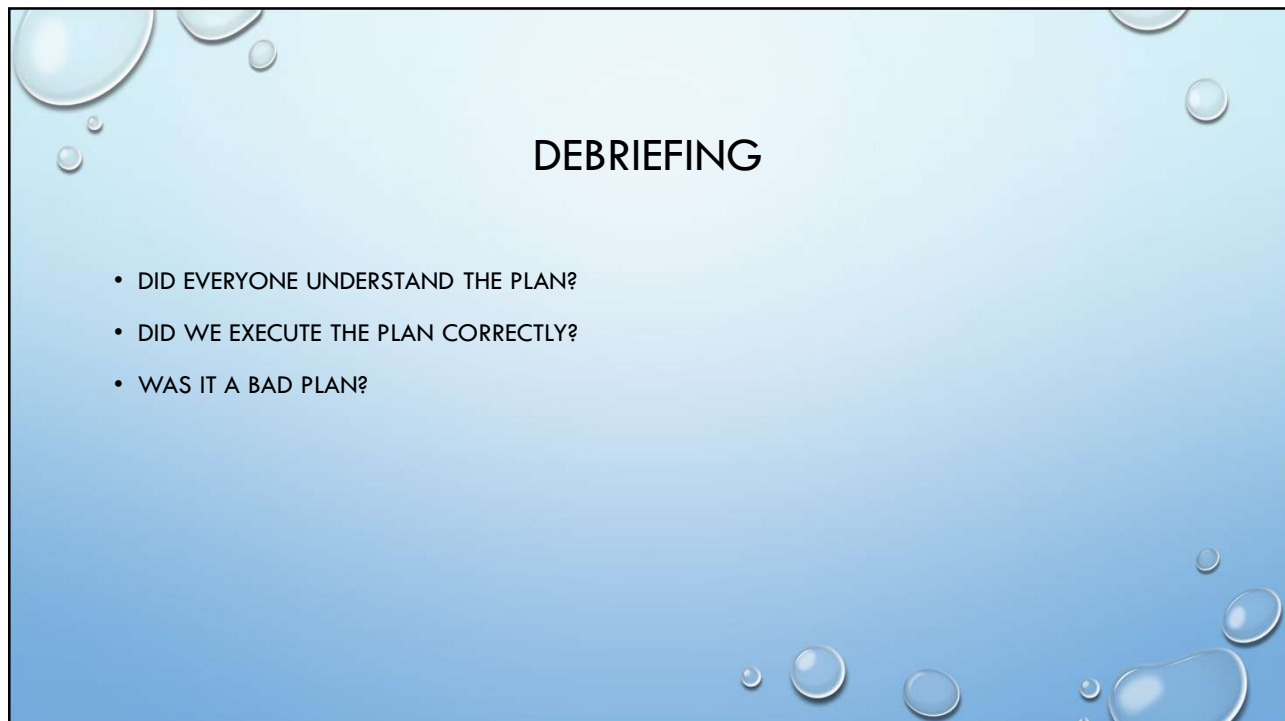 DEBRIEFING
• DID EVERYONE UNDERSTAND THE PLAN?
• DID WE EXECUTE THE PLAN CORRECTLY?
• WAS IT A BAD PLAN?